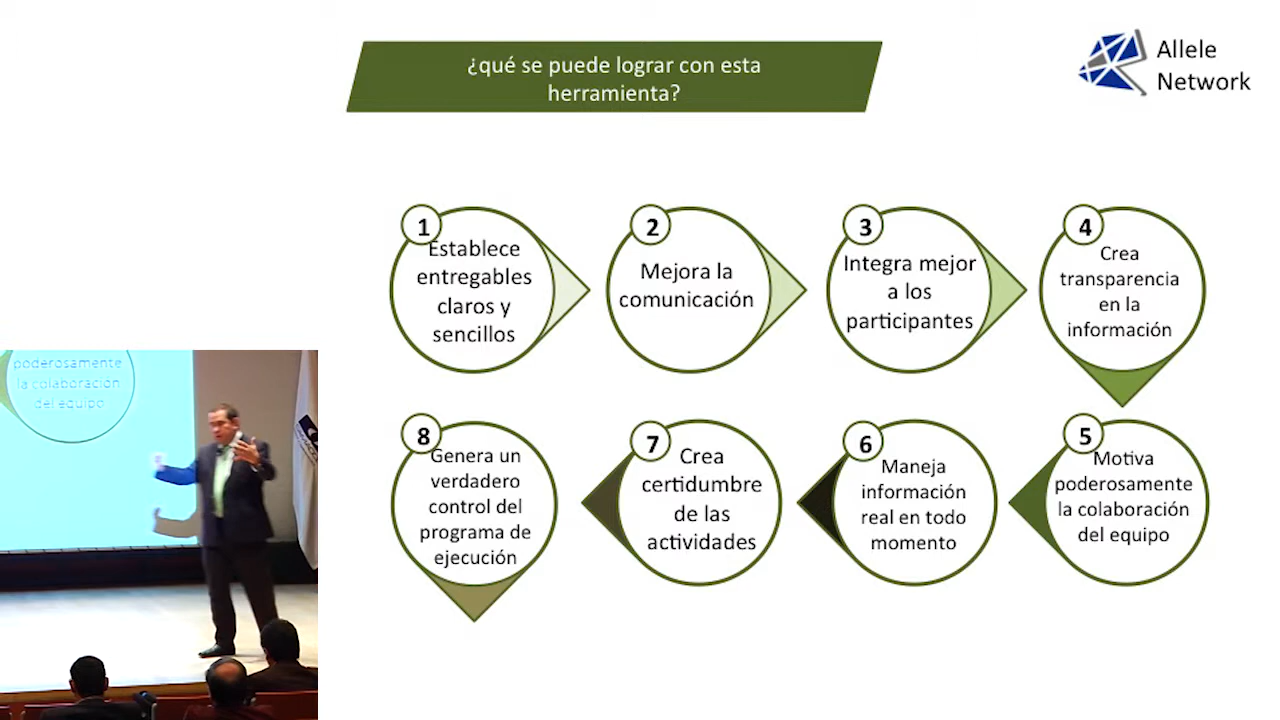 ¿qué se puede lograr con esta
herramienta?
Allele
Network
1
Establece
entregables
claros y
sencillos
2
Mejora la
comunicación
3
Integra mejor
a los
participantes
4
Crea
transparencia
en la
información
5
Motiva
poderosamente
la colaboración
del equipo
6
Maneja
información
real en todo
momento
7
Crea
certidumbre
de las
actividades
8
Genera un
verdadero
control del
programa de
ejecución
poderosamente
la colaboración
del equipo